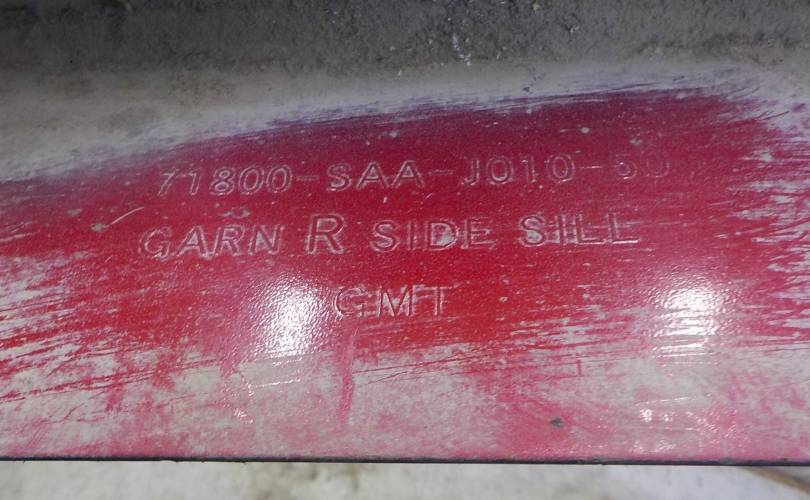 71800-SAA-J010-50
GARN R SIDE SILL
GMT